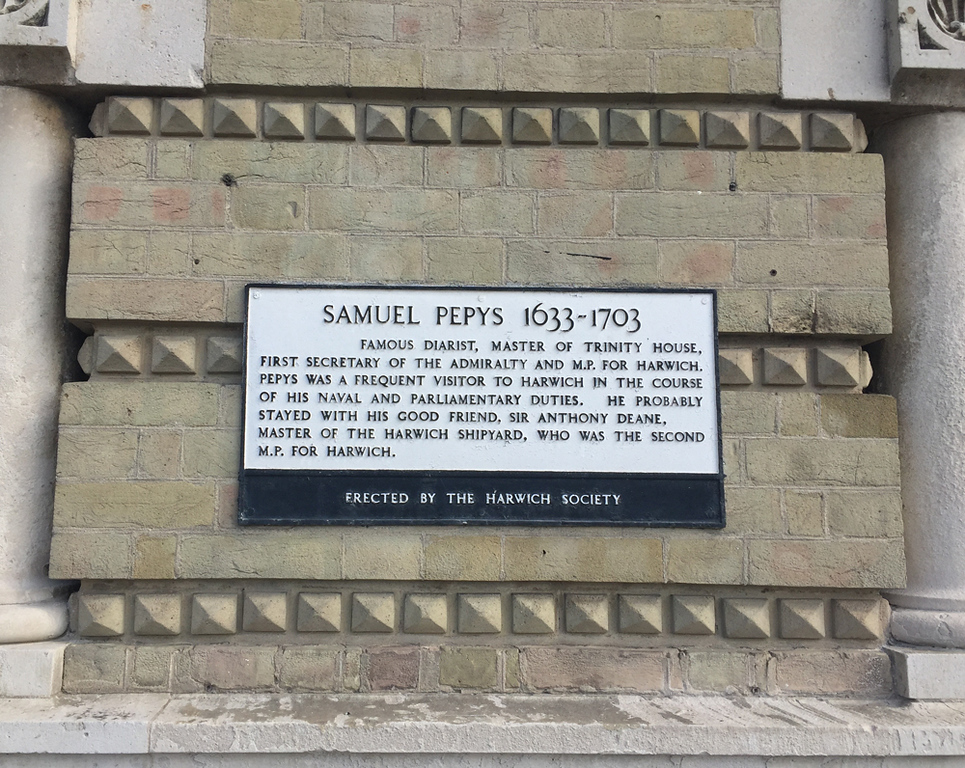 SAMUEL PEPYS 1633-1703
FAMOUS DIARIST, MASTER OF TRINITY HOUSE,
FIRST SECRETARY OF THE ADMIRALTY AND M.P. FOR HARWICH.
PEPYS WAS A FREQUENT VISITOR TO HARWICH IN THE COURSE
OF HIS NAVAL AND PARLIAMENTARY DUTIES. HE PROBABLY
STAYED WITH HIS GOOD FRIEND, SIR ANTHONY DEANE,
MASTER OF THE HARWICH SHIPYARD, WHO WAS THE SECOND
M.P. FOR HARWICH.
ERECTED BY THE HARWICH SOCIETY